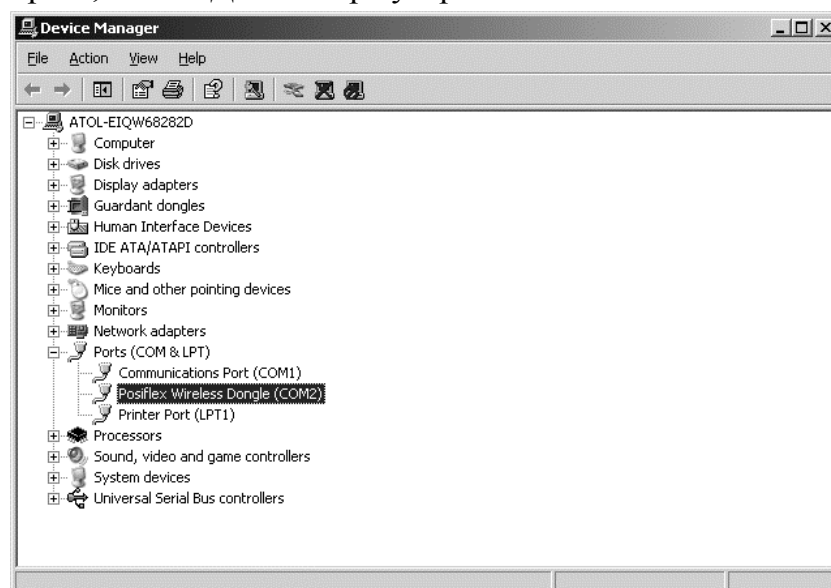 Device Manager
File Action View Help
ATOL-EIQW68282D
Computer
Disk drives
Display adapters
Guardant dongles
Human Interface Devices
IDE ATA/ATAPI controllers
Keyboards
Mice and other pointing devices
Monitors
Network adapters
Ports (COM & LPT)
Communications Port (COM1)
Posiflex Wireless Dongle (COM2)
Printer Port (LPT1)
Processors
Sound, video and game controllers
System devices
Universal Serial Bus controllers